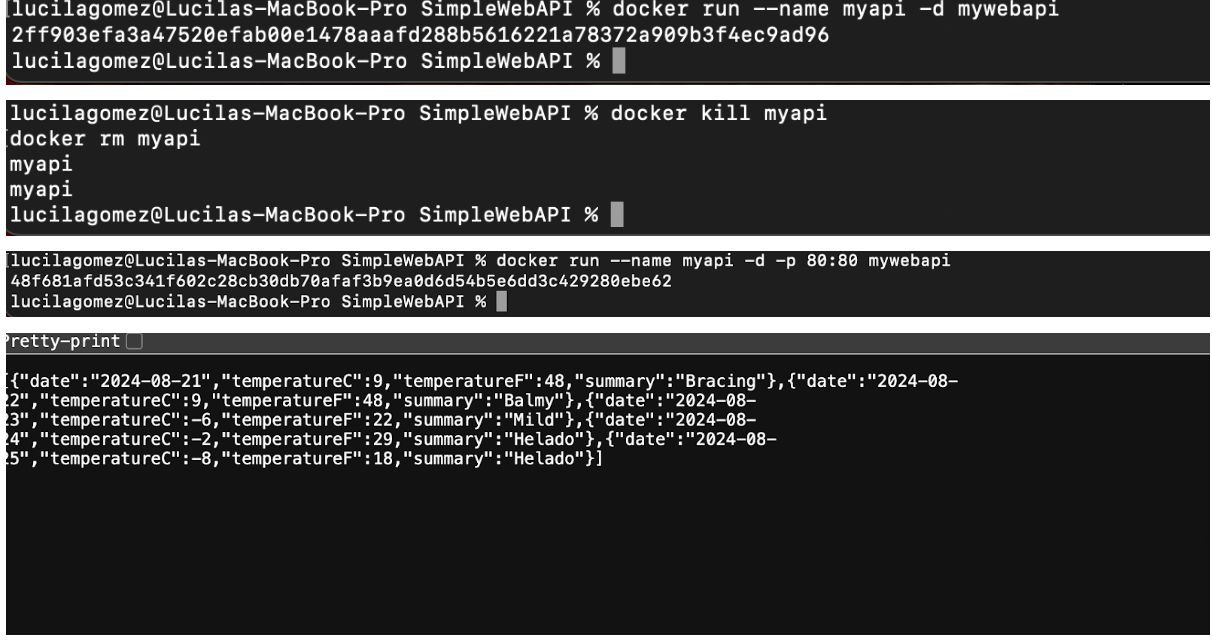 [lucilagomez@Lucilas-MacBook-Pro SimpleWebAPI % docker run --name myapi -d mywebapi
2ff903efa3a47520efab00e1478aaafd288b5616221a78372a909b3f4ec9ad96
lucilagomez@Lucilas-MacBook-Pro SimpleWebAPI %
lucilagomez@Lucilas-MacBook-Pro SimpleWebAPI % docker kill myapi
[docker rm myapi
myapi
myapi
lucilagomez@Lucilas-MacBook-Pro SimpleWebAPI %
[lucilagomez@Lucilas-MacBook-Pro SimpleWebAPI % docker run --name myapi -d -p 80:80 mywebapi
48f681afd53c341f602c28cb30db70afaf3b9ea0d6d54b5e6dd3c429280ebe62
lucilagomez@Lucilas-MacBook-Pro SimpleWebAPI %
Pretty-print
[{"date":"2024-08-21","temperatureC":9,"temperatureF":48,"summary":"Bracing"},{"date":"2024-08-
22","temperatureC":9,"temperatureF":48,"summary":"Balmy"},{"date":"2024-08-
23","temperatureC":-6,"temperatureF":22,"summary":"Mild"},{"date":"2024-08-
24","temperatureC":-2,"temperatureF":29,"summary":"Helado"},{"date":"2024-08-
25","temperatureC":-8,"temperatureF":18,"summary":"Helado"}]